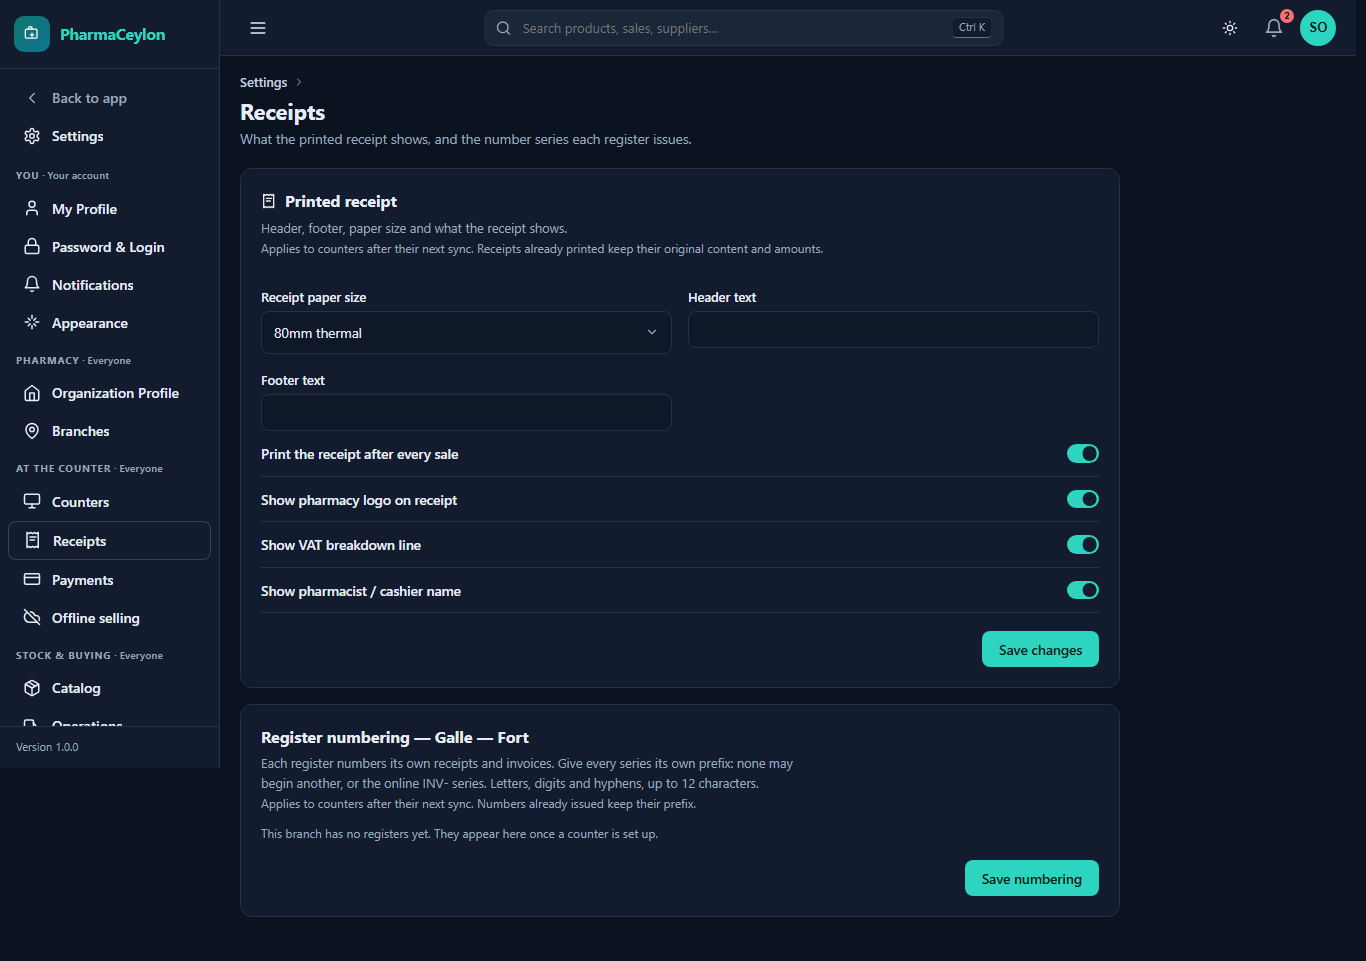 PharmaCeylon
Search products, sales, suppliers...
Ctrl K
2
SO
Back to app
Settings
YOU · Your account
My Profile
Password & Login
Notifications
Appearance
PHARMACY · Everyone
Organization Profile
Branches
AT THE COUNTER · Everyone
Counters
Receipts
Payments
Offline selling
STOCK & BUYING · Everyone
Catalog
Operations
Version 1.0.0
Settings
Receipts
What the printed receipt shows, and the number series each register issues.
Printed receipt
Header, footer, paper size and what the receipt shows.
Applies to counters after their next sync. Receipts already printed keep their original content and amounts.
Receipt paper size
Header text
80mm thermal
Footer text
Print the receipt after every sale
Show pharmacy logo on receipt
Show VAT breakdown line
Show pharmacist / cashier name
Save changes
Register numbering — Galle — Fort
Each register numbers its own receipts and invoices. Give every series its own prefix: none may
begin another, or the online INV- series. Letters, digits and hyphens, up to 12 characters.
Applies to counters after their next sync. Numbers already issued keep their prefix.
This branch has no registers yet. They appear here once a counter is set up.
Save numbering